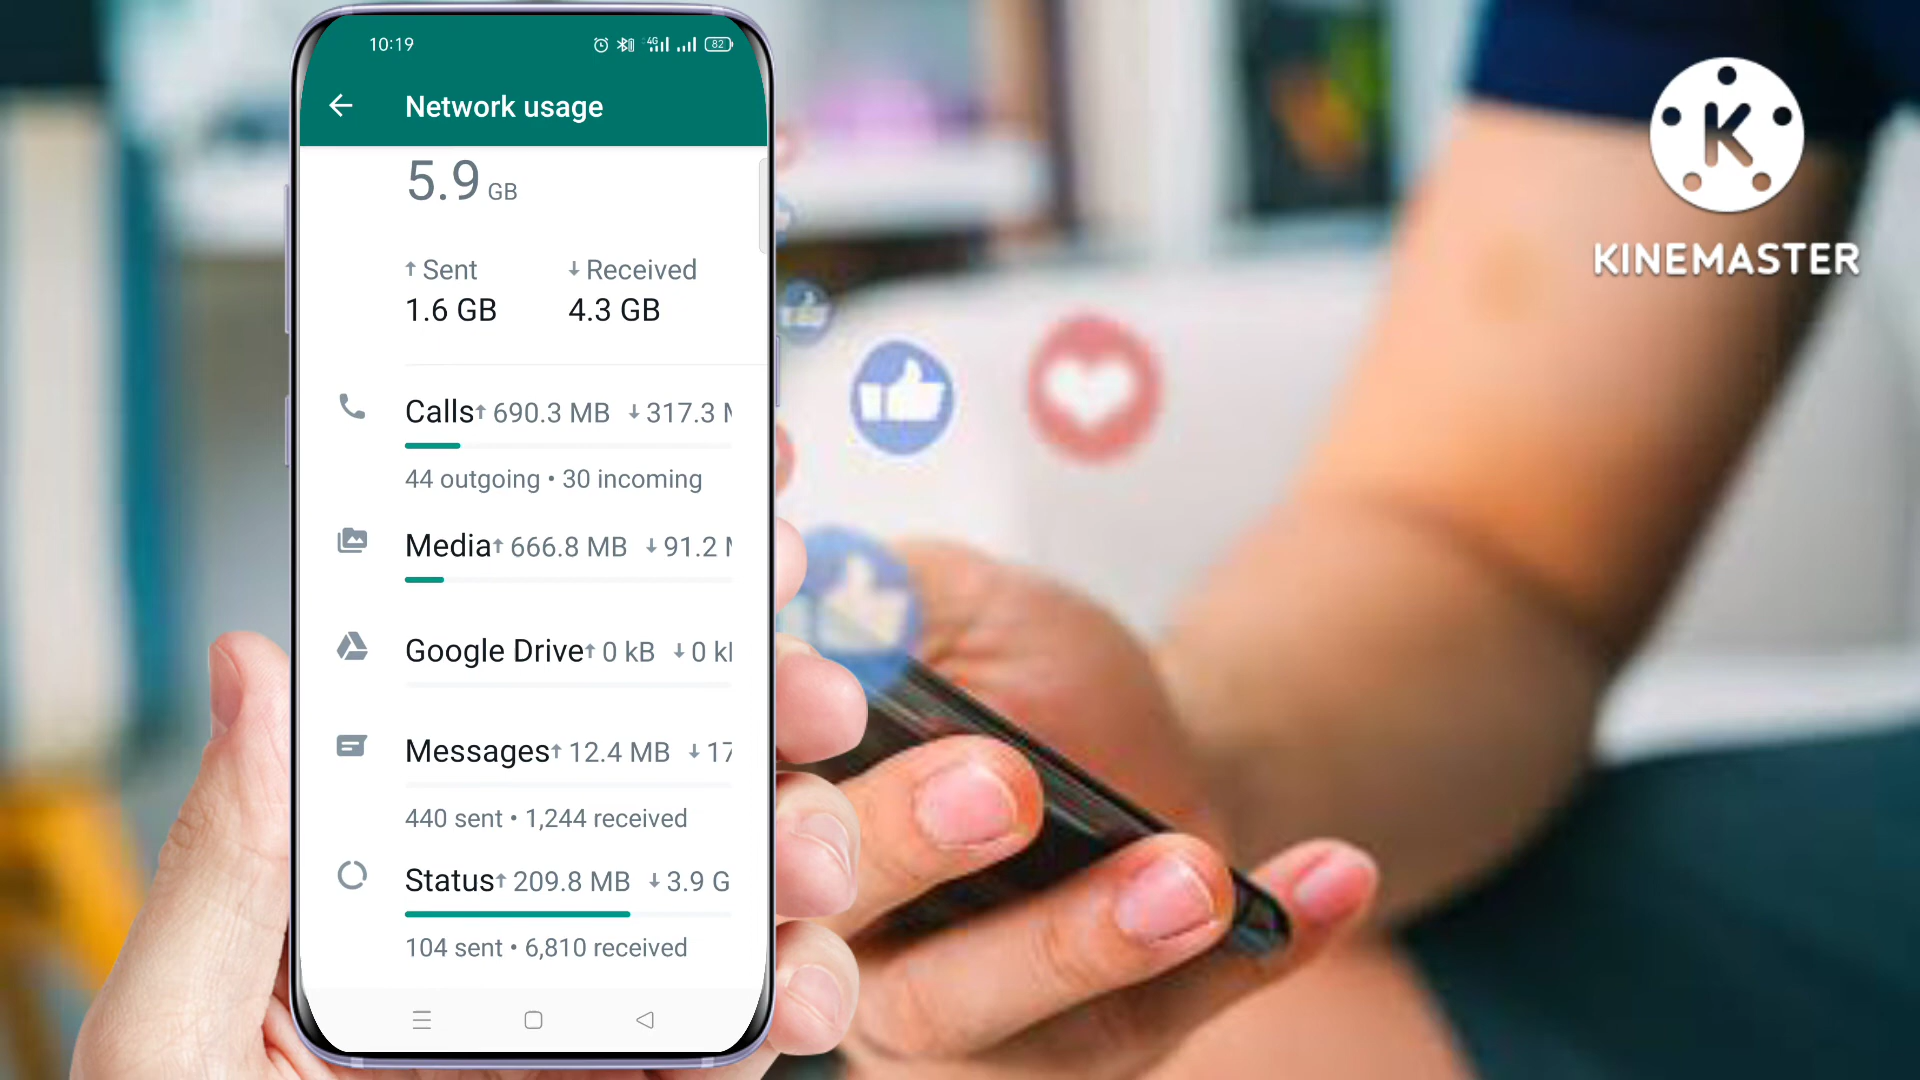 10:19
4G
82
Network usage
5.9 GB
↑ Sent ↓ Received
1.6 GB 4.3 GB
Calls↑ 690.3 MB ↓ 317.3
44 outgoing • 30 incoming
Media↑ 666.8 MB ↓ 91.2
Google Drive↑ 0 kB ↓ 0 k
Messages↑ 12.4 MB ↓ 17
440 sent • 1,244 received
Status↑ 209.8 MB ↓ 3.9 G
104 sent • 6,810 received
K
KINEMASTER